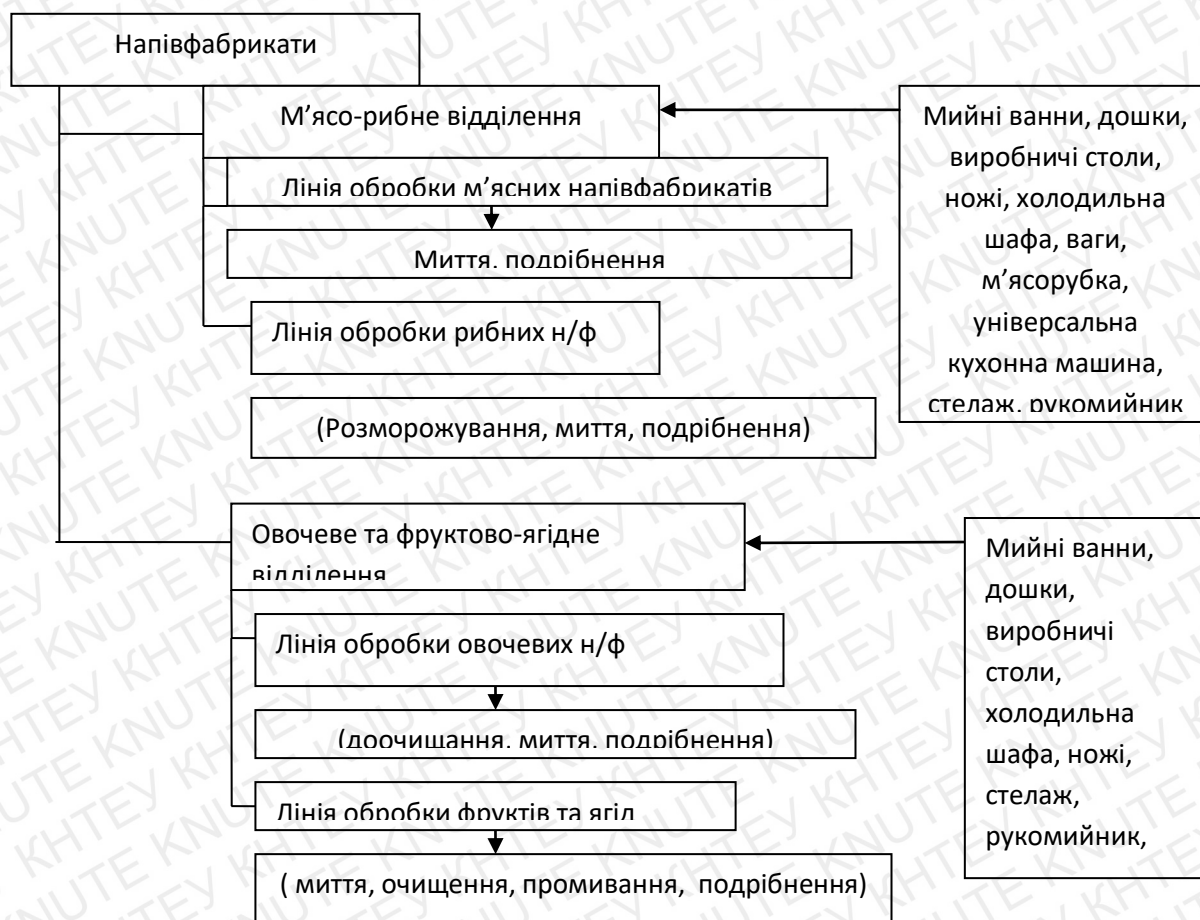 Напівфабрикати
М’ясо-рибне відділення
Лінія обробки м’ясних напівфабрикатів
Миття, подрібнення
Лінія обробки рибних н/ф
(Розморожування, миття, подрібнення)
Мийні ванни, дошки,
виробничі столи,
ножі, холодильна
шафа, ваги,
м’ясорубка,
універсальна
кухонна машина,
стелаж, рукомийник
Овочеве та фруктово-ягідне
відділення
Лінія обробки овочевих н/ф
(доочищання, миття, подрібнення)
Лінія обробки фруктів та ягід
( миття, очищення, промивання, подрібнення)
Мийні ванни,
дошки,
виробничі
столи,
холодильна
шафа, ножі,
стелаж,
рукомийник,